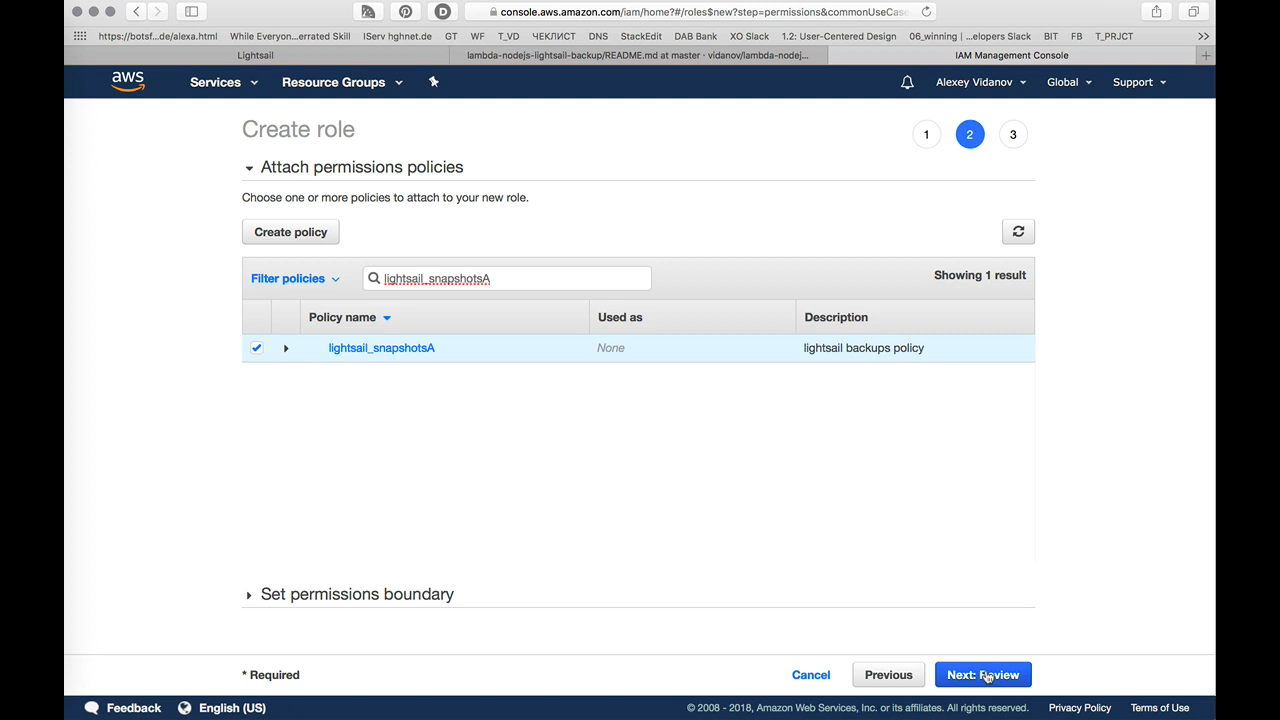 console.aws.amazon.com/iam/home?#/roles$new?step=permissions&commonUseCase
https://botsf...de/alexa.html While Everyon...errated Skill IServ hghnet.de GT WF T_VD ЧЕКЛИСТ DNS StackEdit DAB Bank XO Slack 1.2: User-Centered Design 06_winning | ...elopers Slack BIT FB T_PRJCT
Lightsail lambda-nodejs-lightsail-backup/README.md at master · vidanov/lambda-nodej... IAM Management Console
aws Services Resource Groups Alexey Vidanov Global Support
Create role 1 2 3
Attach permissions policies
Choose one or more policies to attach to your new role.
Create policy
Filter policies lightsail_snapshotsA Showing 1 result
Policy name Used as Description
lightsail_snapshotsA None lightsail backups policy
Set permissions boundary
* Required Cancel Previous Next: Review
Feedback English (US) © 2008 - 2018, Amazon Web Services, Inc. or its affiliates. All rights reserved. Privacy Policy Terms of Use